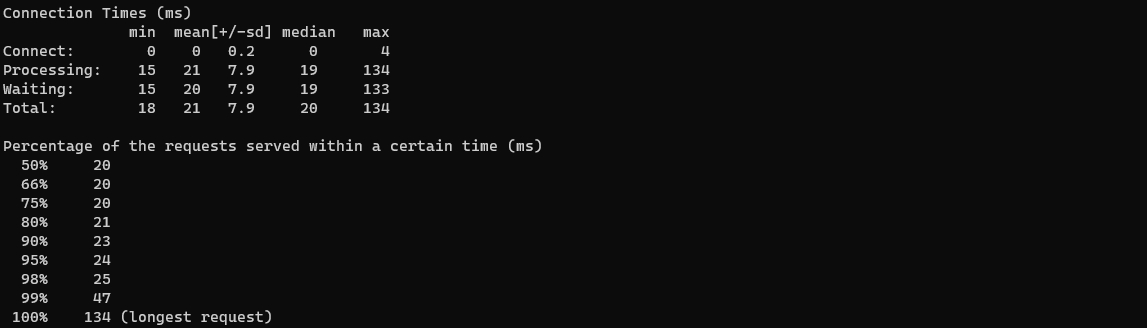 Connection Times (ms)
              min  mean[+/-sd] median   max
Connect:        0    0   0.2      0       4
Processing:    15   21   7.9     19     134
Waiting:       15   20   7.9     19     133
Total:         18   21   7.9     20     134

Percentage of the requests served within a certain time (ms)
  50%     20
  66%     20
  75%     20
  80%     21
  90%     23
  95%     24
  98%     25
  99%     47
 100%    134 (longest request)